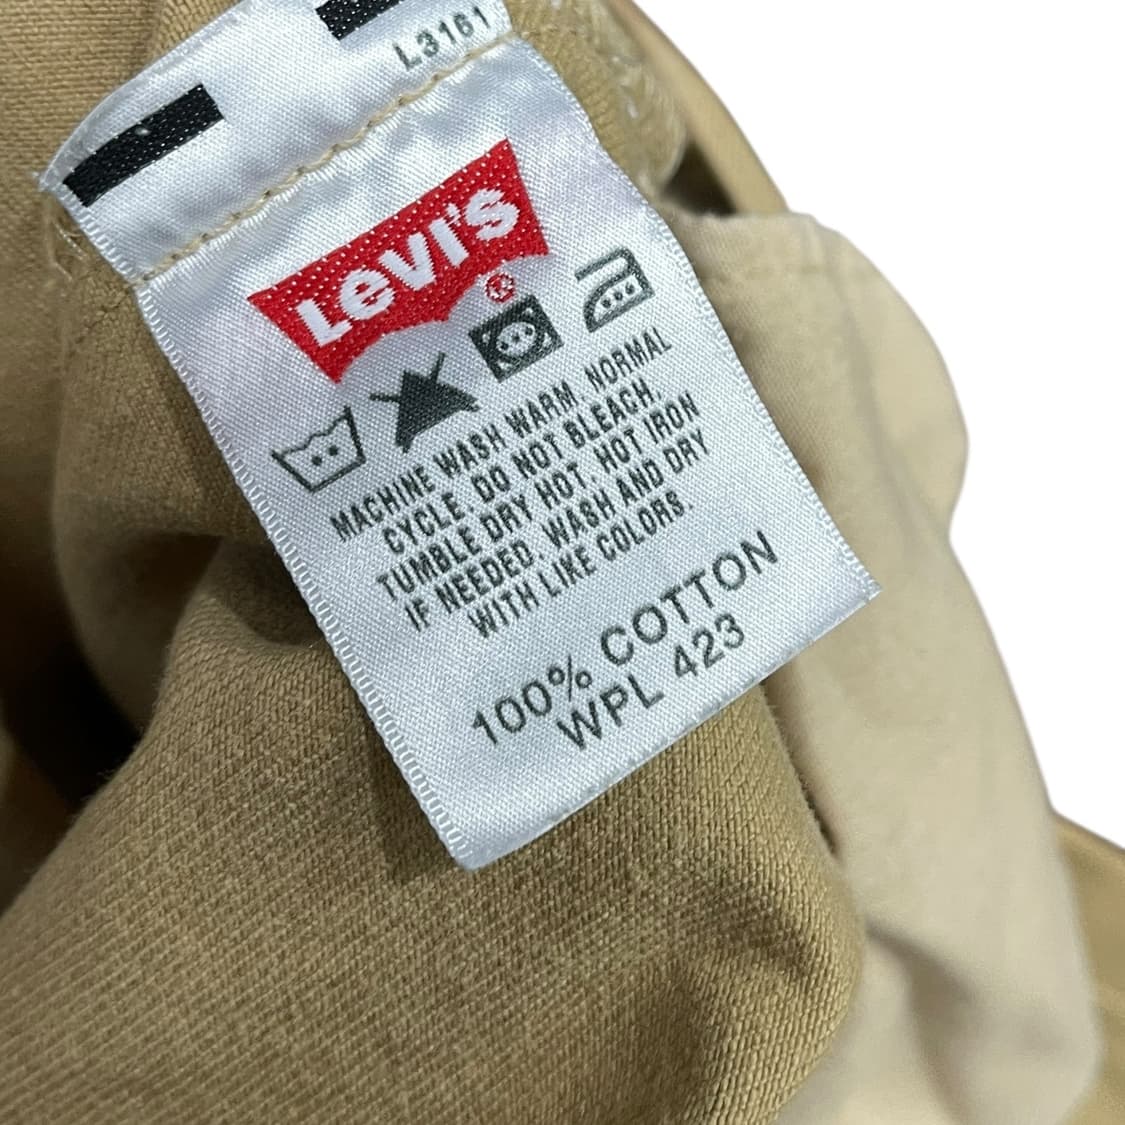 L3161
LEVI'S
MACHINE WASH WARM, NORMAL
CYCLE. DO NOT BLEACH.
TUMBLE DRY HOT, HOT IRON
IF NEEDED. WASH AND DRY
WITH LIKE COLORS.
100% COTTON
WPL 423